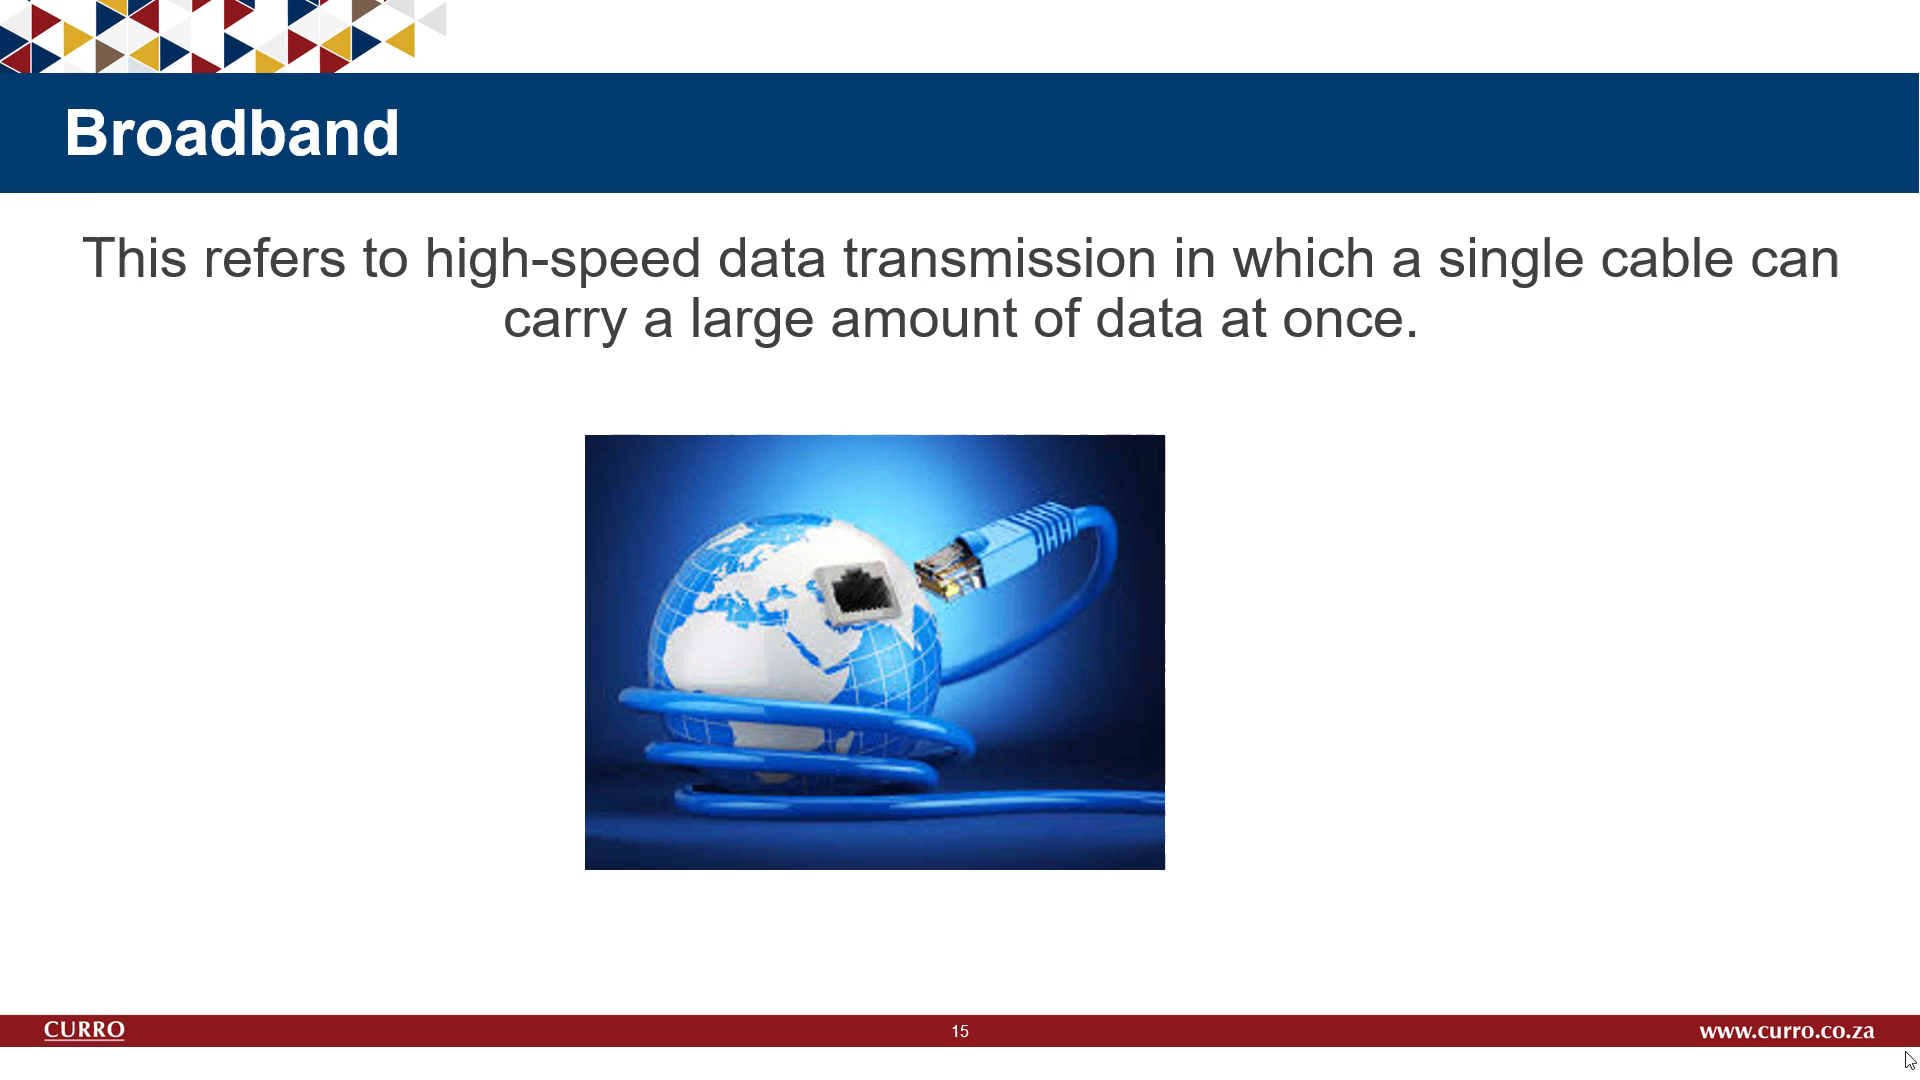 Broadband
This refers to high-speed data transmission in which a single cable can
carry a large amount of data at once.
CURRO
15
www.curro.co.za